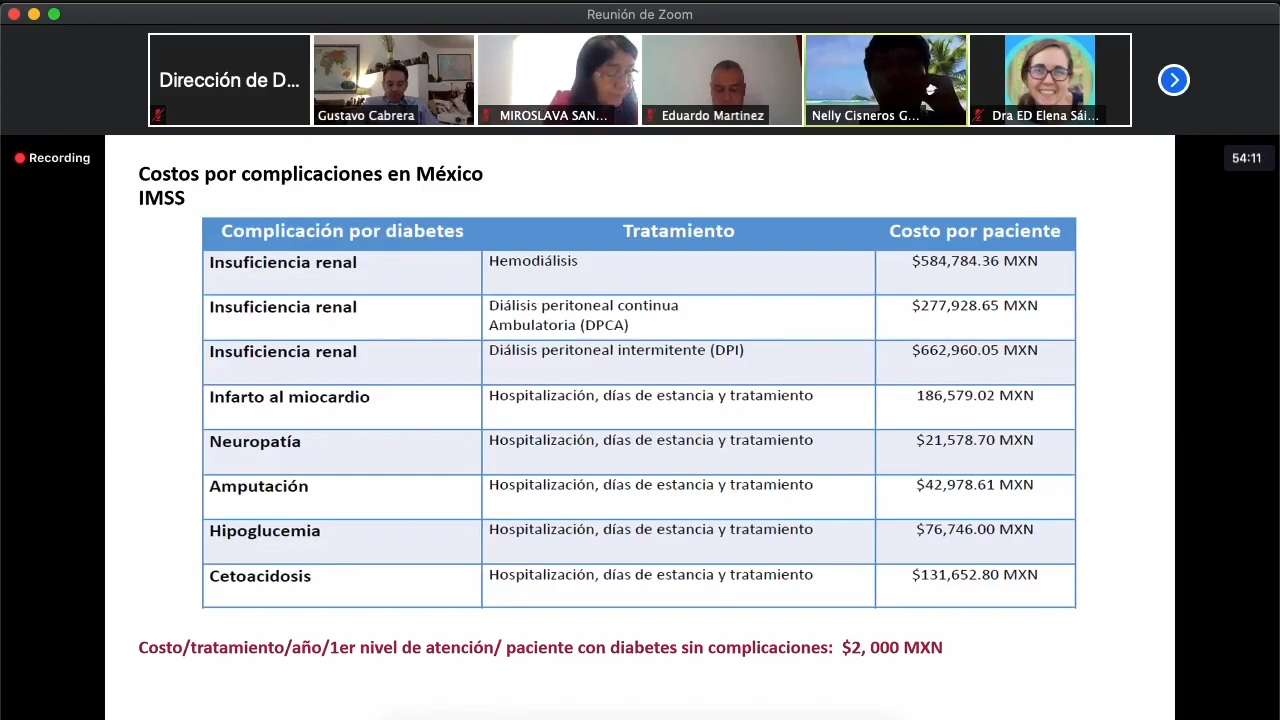 Reunión de Zoom
Dirección de D...
Gustavo Cabrera
MIROSLAVA SAN...
Eduardo Martinez
Nelly Cisneros G...
Dra ED Elena Sái...
Recording
54:11
Costos por complicaciones en México
IMSS
Complicación por diabetes Tratamiento Costo por paciente
Insuficiencia renal Hemodiálisis $584,784.36 MXN
Insuficiencia renal Diálisis peritoneal continua $277,928.65 MXN
Ambulatoria (DPCA)
Insuficiencia renal Diálisis peritoneal intermitente (DPI) $662,960.05 MXN
Infarto al miocardio Hospitalización, días de estancia y tratamiento 186,579.02 MXN
Neuropatía Hospitalización, días de estancia y tratamiento $21,578.70 MXN
Amputación Hospitalización, días de estancia y tratamiento $42,978.61 MXN
Hipoglucemia Hospitalización, días de estancia y tratamiento $76,746.00 MXN
Cetoacidosis Hospitalización, días de estancia y tratamiento $131,652.80 MXN
Costo/tratamiento/año/1er nivel de atención/ paciente con diabetes sin complicaciones: $2, 000 MXN